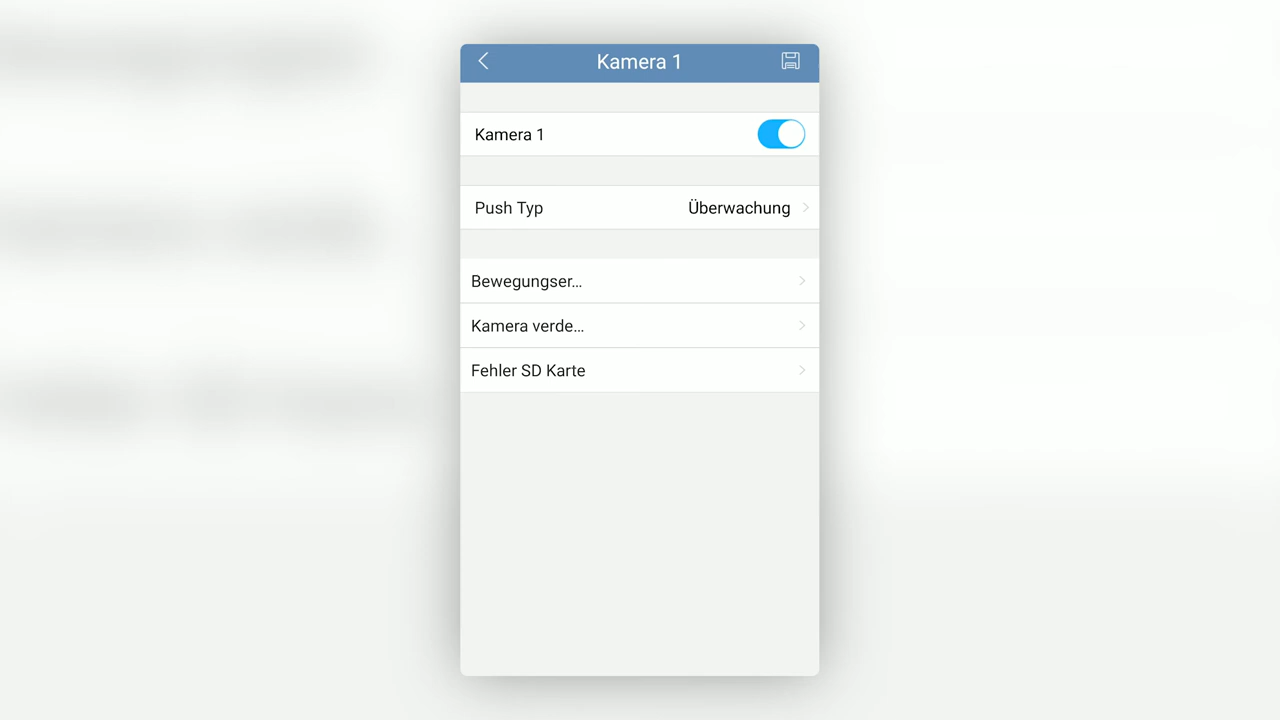 Kamera 1
Kamera 1
Push Typ Überwachung
Bewegungser...
Kamera verde...
Fehler SD Karte